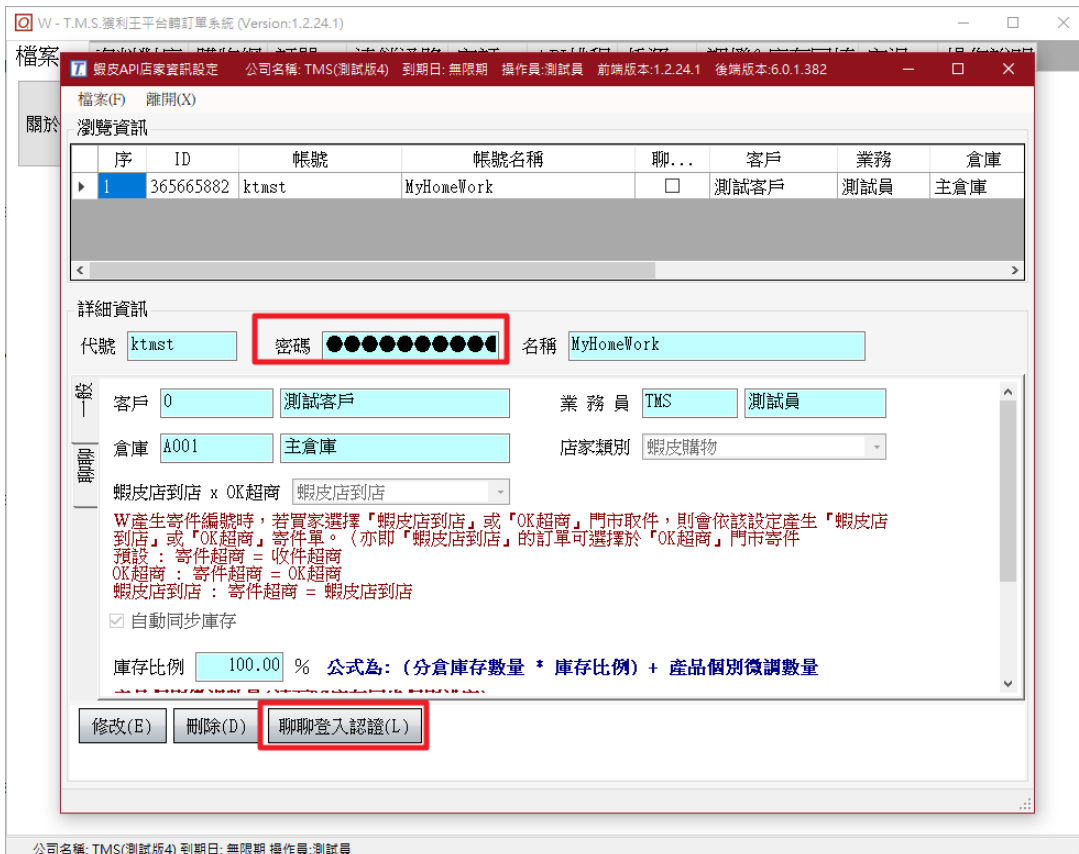 W - T.M.S.獲利王平台轉訂單系統 (Version:1.2.24.1)
檔案
關於
蝦皮API店家資訊設定 公司名稱: TMS(測試版4) 到期日: 無限期 操作員:測試員 前端版本:1.2.24.1 後端版本:6.0.1.382
檔案(F) 離開(X)
瀏覽資訊
序 ID 帳號 帳號名稱 聊... 客戶 業務 倉庫
1 365665882 ktmst MyHomeWork 測試客戶 測試員 主倉庫
詳細資訊
代號 ktmst 密碼 ●●●●●●●●●● 名稱 MyHomeWork
客戶 0 測試客戶 業 務 員 TMS 測試員
倉庫 A001 主倉庫 店家類別 蝦皮購物
蝦皮店到店 x OK超商 蝦皮店到店
W產生寄件編號時，若買家選擇「蝦皮店到店」或「OK超商」門市取件，則會依該設定產生「蝦皮店
到店」或「OK超商」寄件單。（亦即「蝦皮店到店」的訂單可選擇於「OK超商」門市寄件
預設 : 寄件超商 = 收件超商
OK超商 : 寄件超商 = OK超商
蝦皮店到店 : 寄件超商 = 蝦皮店到店
自動同步庫存
庫存比例 100.00 % 公式為: (分倉庫存數量 * 庫存比例) + 產品個別微調數量
修改(E) 刪除(D) 聊聊登入認證(L)
公司名稱: TMS(測試版4) 到期日: 無限期 操作員:測試員